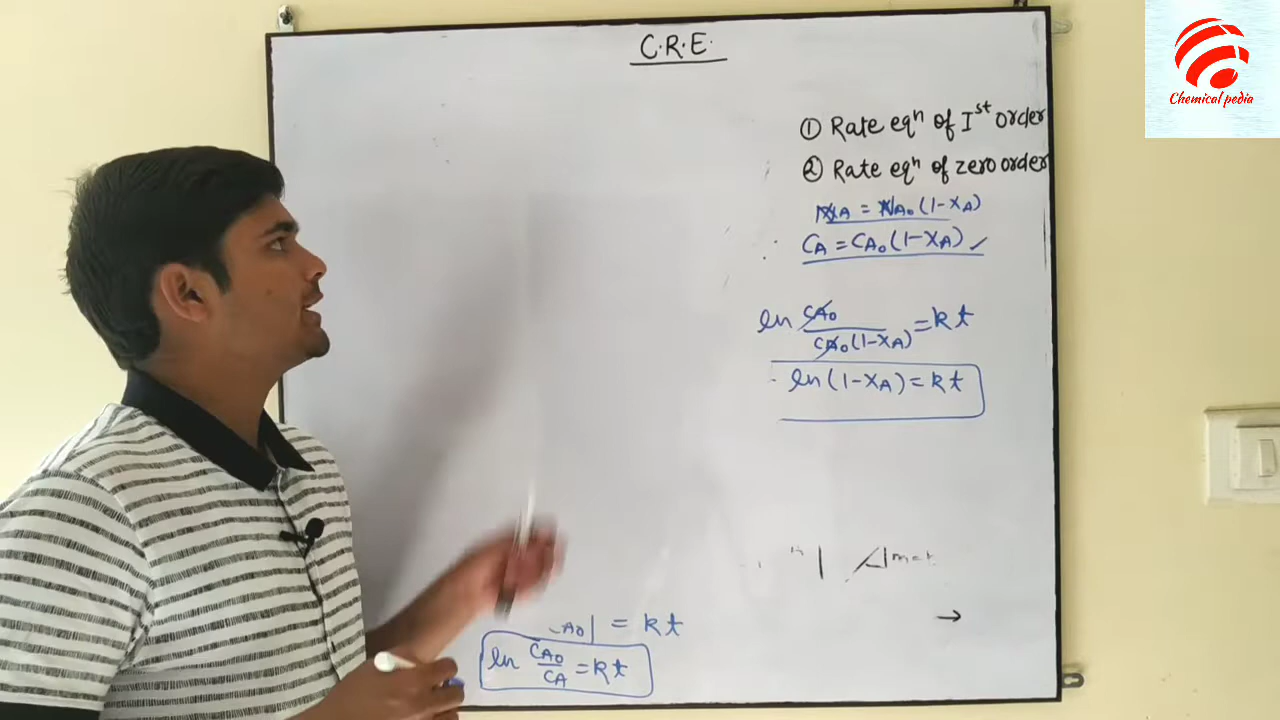 C.R.E.
Chemical pedia
① Rate eqⁿ of Iˢᵗ order
② Rate eqⁿ of zero order
NA = NA₀ (1-XA)
CA = CA₀ (1-XA) ✓
ln CA₀ / CA₀ (1-XA) = kt
ln (1-XA) = kt
= kt
ln CA₀ / CA = kt